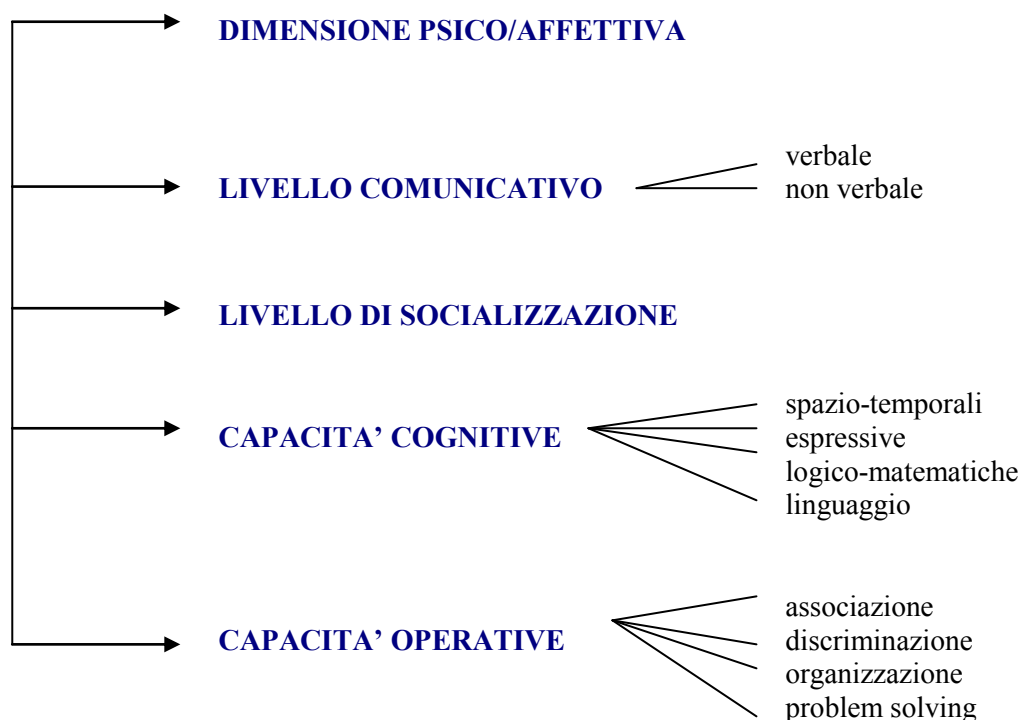 DIMENSIONE PSICO/AFFETTIVA
LIVELLO COMUNICATIVO
verbale
non verbale
LIVELLO DI SOCIALIZZAZIONE
CAPACITA’ COGNITIVE
spazio-temporali
espressive
logico-matematiche
linguaggio
CAPACITA’ OPERATIVE
associazione
discriminazione
organizzazione
problem solving